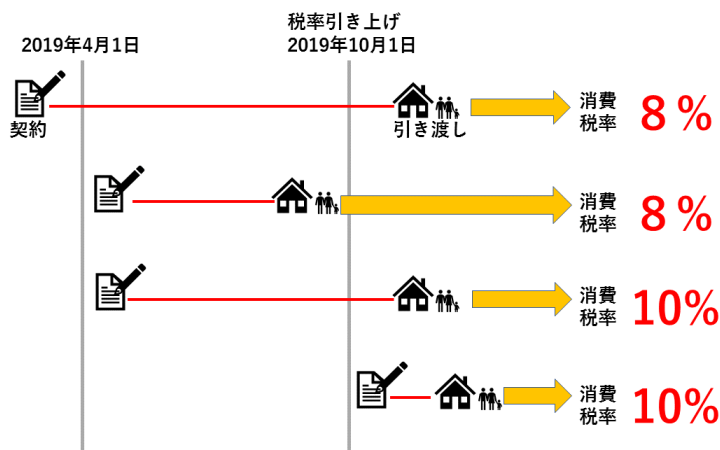 税率引き上げ
2019年4月1日
2019年10月1日
契約
引き渡し
消費
税率
8%
消費
税率
8%
消費
税率
10%
消費
税率
10%